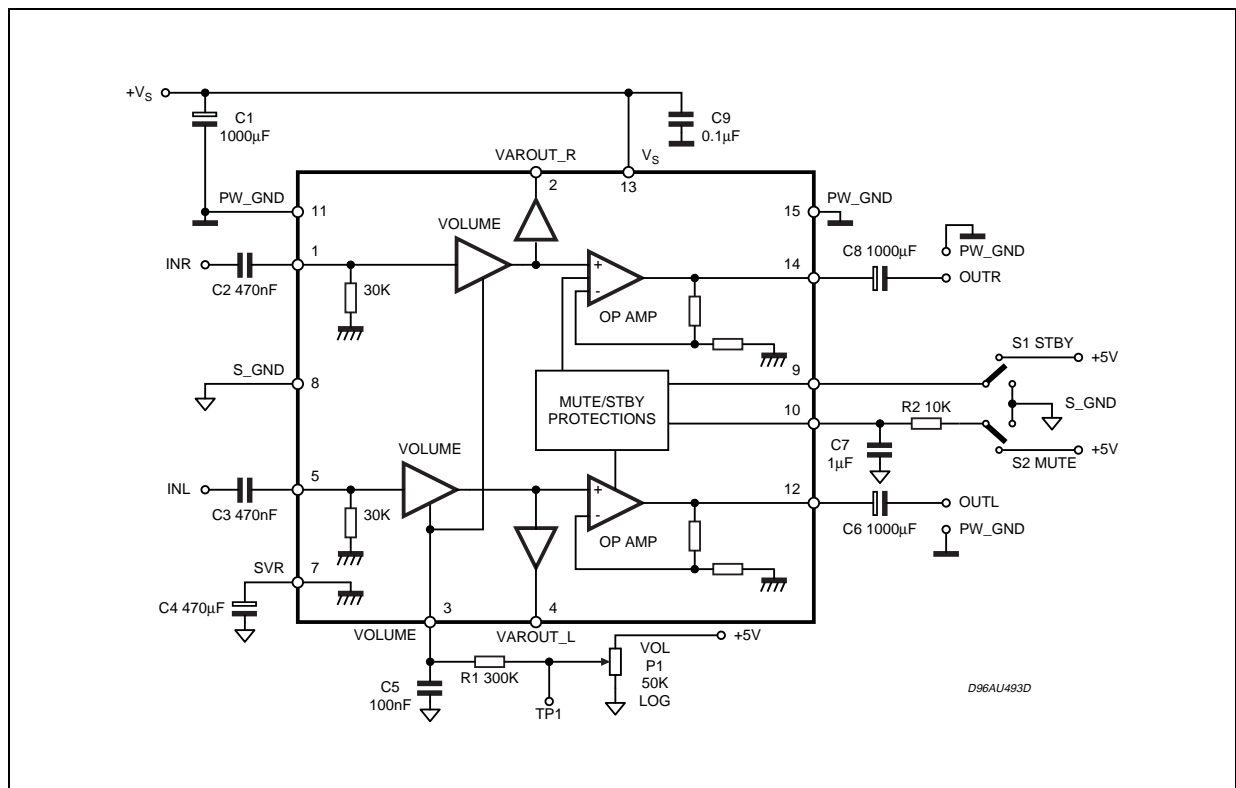 +VS
C1
1000µF
C9
0.1µF
VAROUT_R
VS
2
13
PW_GND
11
15
PW_GND
VOLUME
C8 1000µF
PW_GND
INR
1
C2 470nF
30K
+
-
OP AMP
14
OUTR
S1 STBY
+5V
S_GND
8
9
MUTE/STBY
PROTECTIONS
10
R2 10K
S_GND
C7
1µF
S2 MUTE
+5V
VOLUME
INL
5
C3 470nF
30K
+
-
OP AMP
12
OUTL
C6 1000µF
PW_GND
SVR
7
C4 470µF
3
4
VOLUME
VAROUT_L
+5V
VOL
P1
50K
LOG
R1 300K
C5
100nF
TP1
D96AU493D